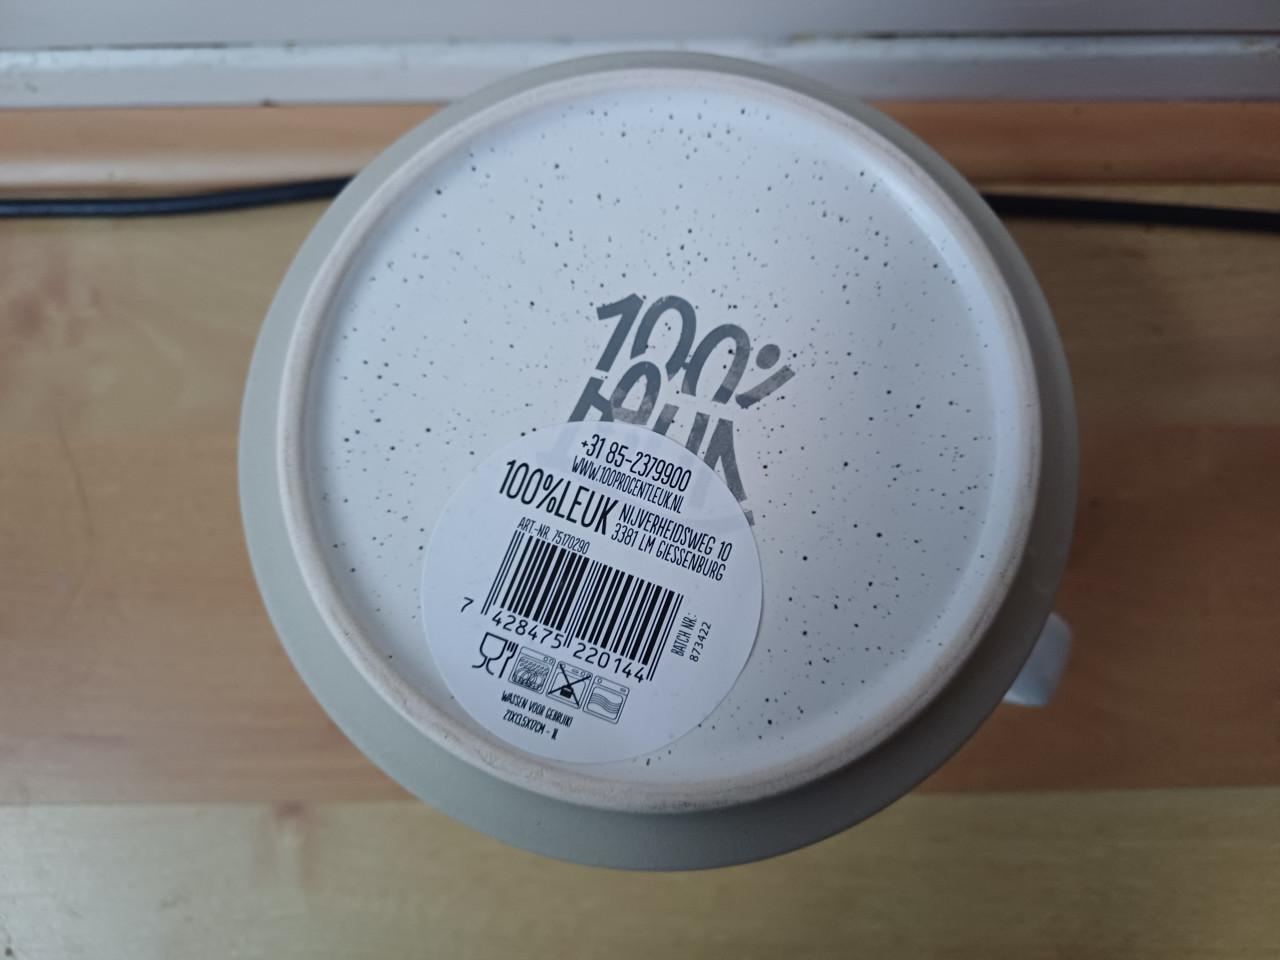 100%
LEUK
+31 85-2379900
WWW.100PROCENTLEUK.NL
100%LEUK
NIJVERHEIDSWEG 10
3381 LM GIESSENBURG
ART-NR. 75170290
7 428475 220144
BATCH NR.:
873422
WASSEN VOOR GEBRUIK!